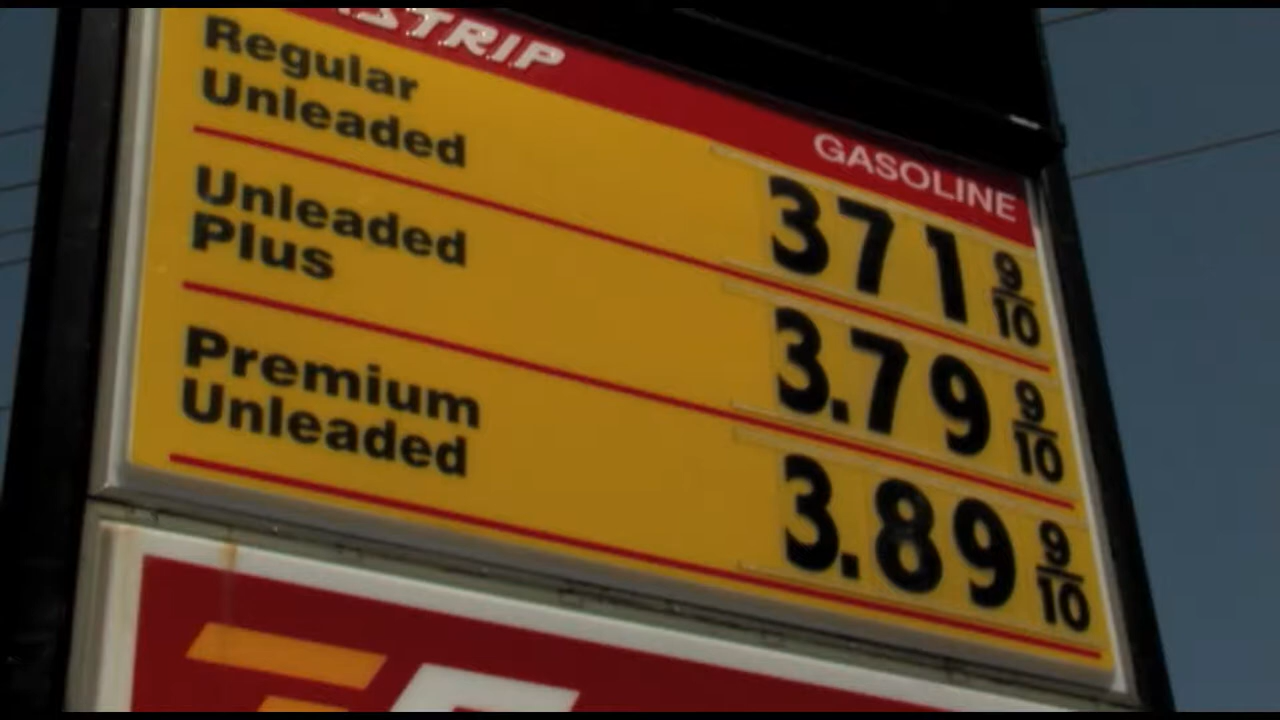 STRIP
GASOLINE
Regular
Unleaded
371 9/10
Unleaded
Plus
3.79 9/10
Premium
Unleaded
3.89 9/10